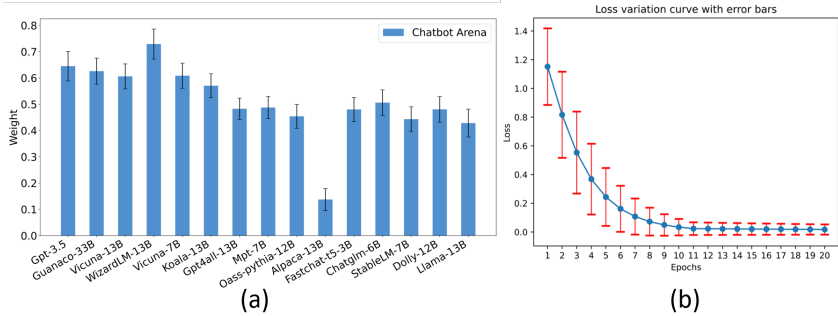 0.8
0.7
0.6
0.5
0.4
0.3
0.2
0.1
0.0
Weight
Chatbot Arena
Gpt-3.5
Guanaco-33B
Vicuna-13B
WizardLM-13B
Vicuna-7B
Koala-13B
Gpt4all-13B
Mpt-7B
Oass-pythia-12B
Alpaca-13B
Fastchat-t5-3B
Chatglm-6B
StableLM-7B
Dolly-12B
Llama-13B
(a)
Loss variation curve with error bars
1.4
1.2
1.0
0.8
0.6
0.4
0.2
0.0
Loss
1 2 3 4 5 6 7 8 9 10 11 12 13 14 15 16 17 18 19 20
Epochs
(b)